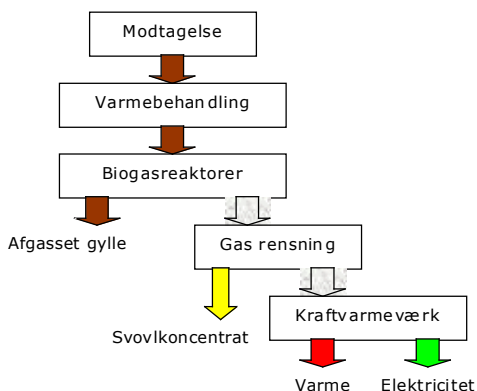 Modtagelse
Varmebehandling
Biogasreaktorer
Afgasset gylle
Gas rensning
Svovlkoncentrat
Kraftvarmeværk
Varme
Elektricitet